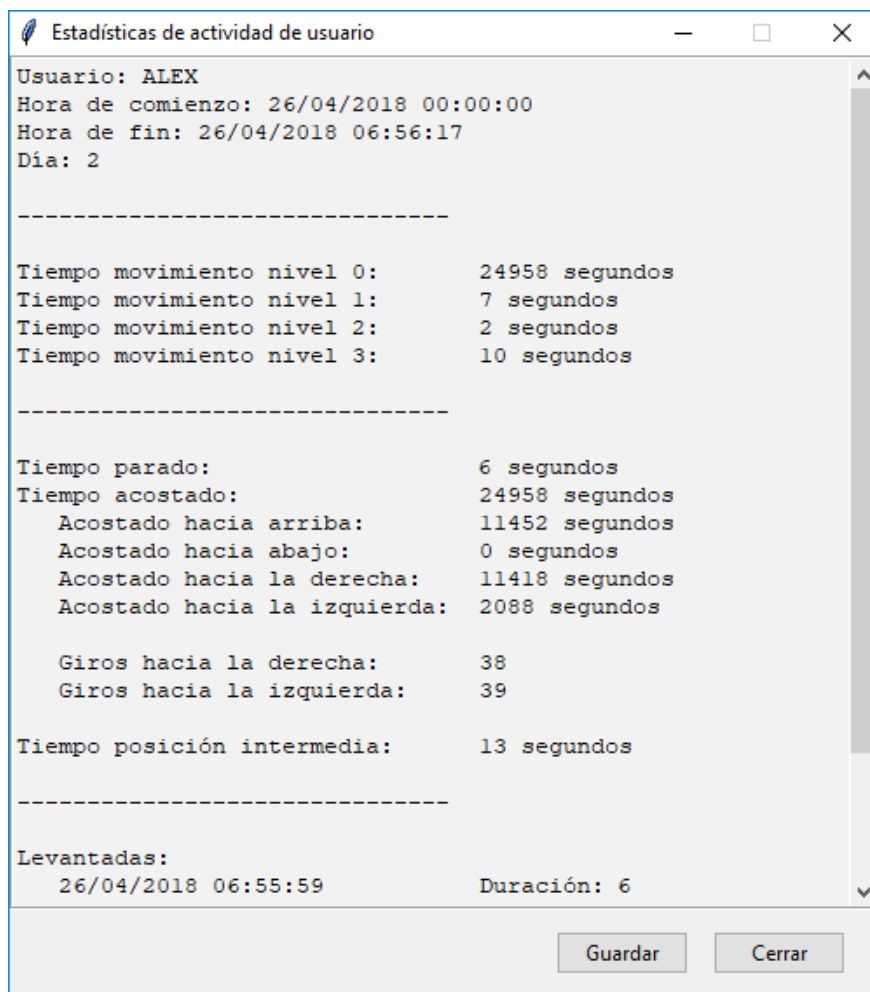 Estadísticas de actividad de usuario
Usuario: ALEX
Hora de comienzo: 26/04/2018 00:00:00
Hora de fin: 26/04/2018 06:56:17
Día: 2
-------------------------------
Tiempo movimiento nivel 0: 24958 segundos
Tiempo movimiento nivel 1: 7 segundos
Tiempo movimiento nivel 2: 2 segundos
Tiempo movimiento nivel 3: 10 segundos
-------------------------------
Tiempo parado: 6 segundos
Tiempo acostado: 24958 segundos
Acostado hacia arriba: 11452 segundos
Acostado hacia abajo: 0 segundos
Acostado hacia la derecha: 11418 segundos
Acostado hacia la izquierda: 2088 segundos
Giros hacia la derecha: 38
Giros hacia la izquierda: 39
Tiempo posición intermedia: 13 segundos
-------------------------------
Levantadas:
26/04/2018 06:55:59 Duración: 6
Guardar Cerrar